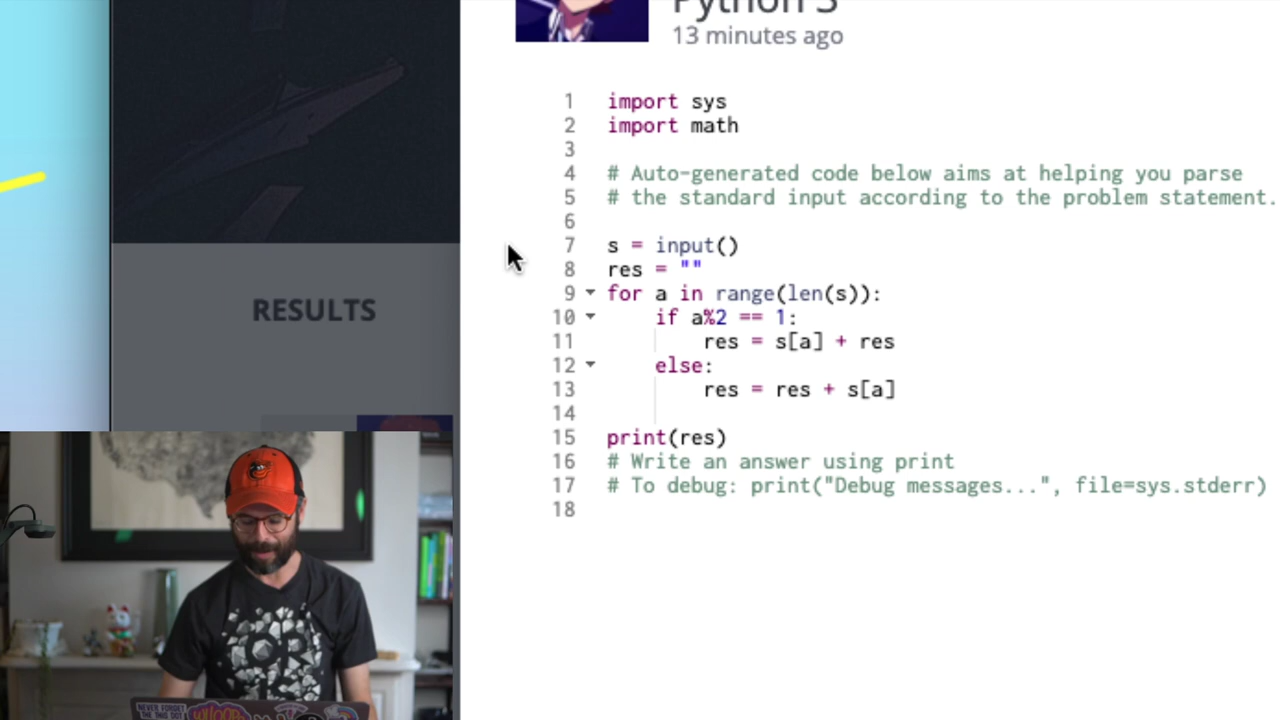 Python 3
13 minutes ago
1 import sys
2 import math
3
4 # Auto-generated code below aims at helping you parse
5 # the standard input according to the problem statement.
6
7 s = input()
8 res = ""
9 for a in range(len(s)):
10 if a%2 == 1:
11 res = s[a] + res
12 else:
13 res = res + s[a]
14
15 print(res)
16 # Write an answer using print
17 # To debug: print("Debug messages...", file=sys.stderr)
18
RESULTS
OR
NEVER FORGET